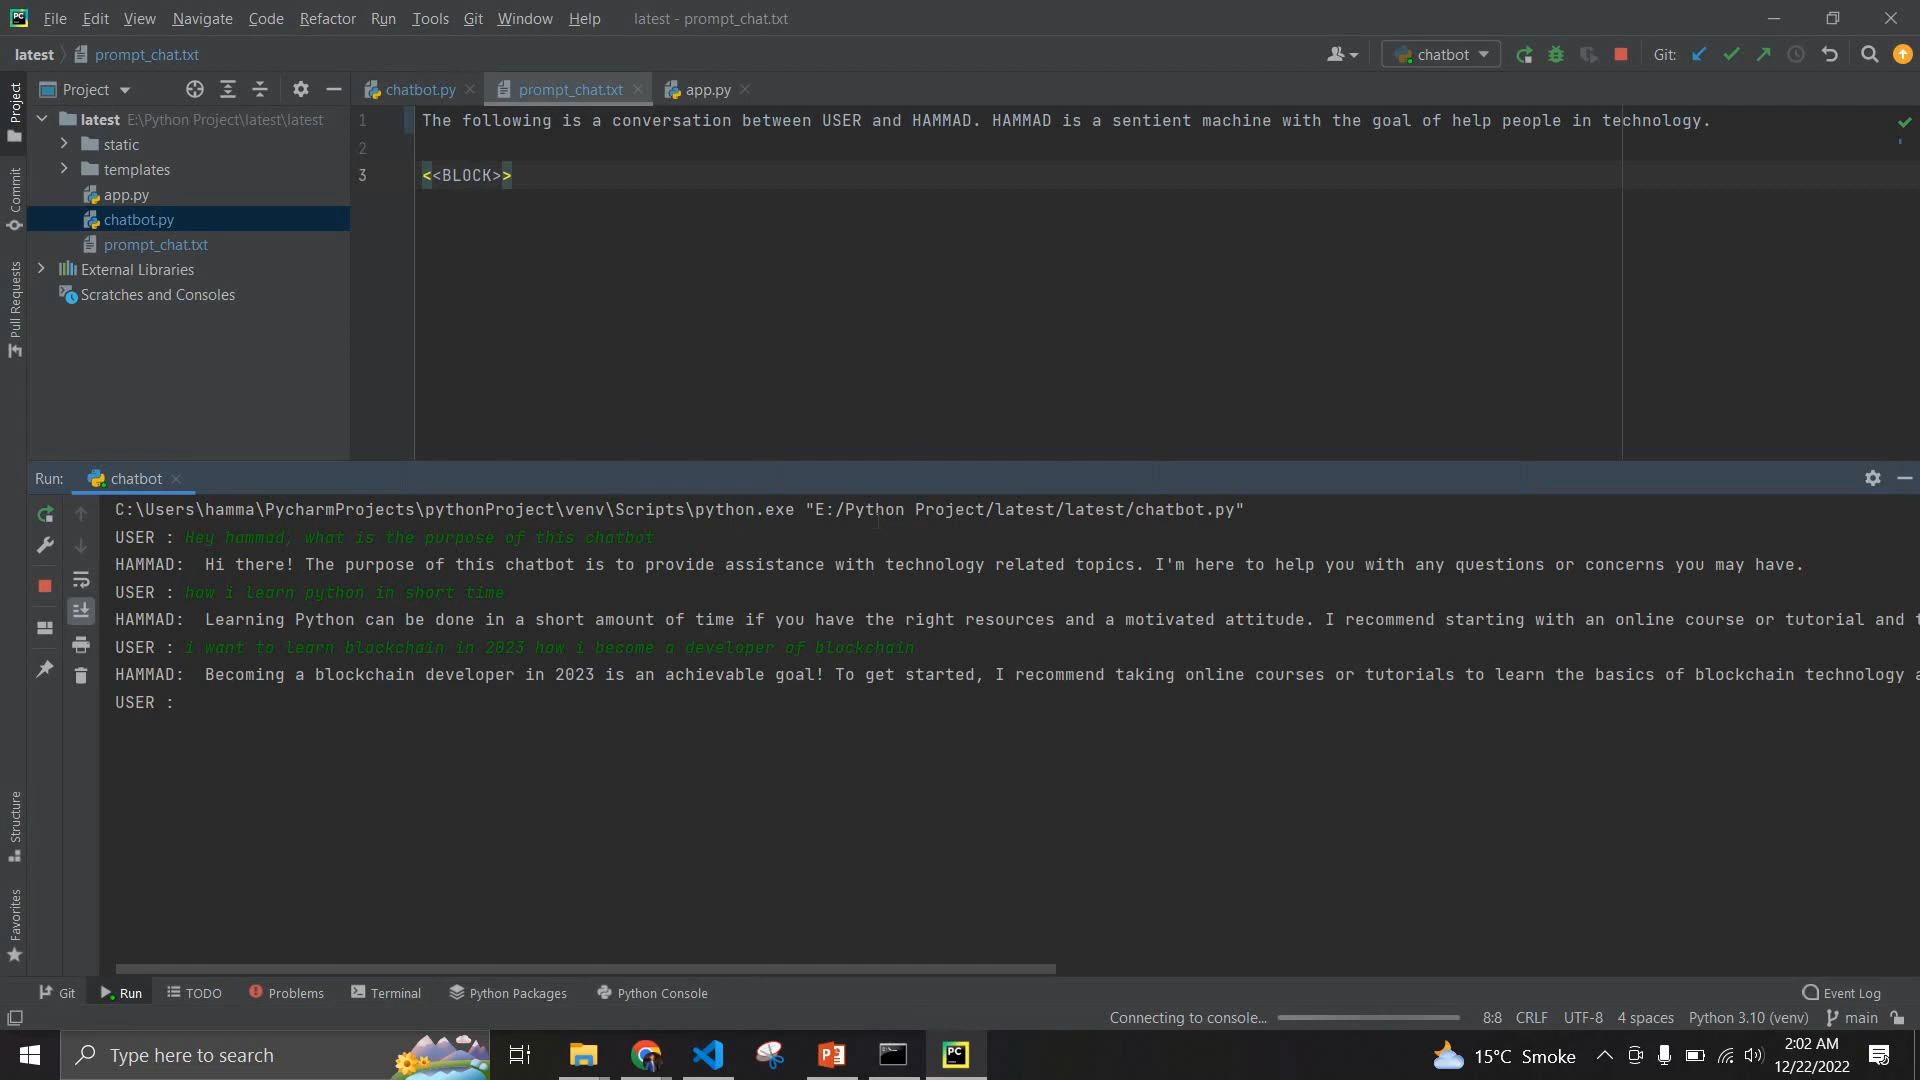 File Edit View Navigate Code Refactor Run Tools Git Window Help latest - prompt_chat.txt
latest prompt_chat.txt chatbot Git:
Project chatbot.py prompt_chat.txt app.py
latest E:\Python Project\latest\latest
static
templates
app.py
chatbot.py
prompt_chat.txt
External Libraries
Scratches and Consoles
Project
Commit
Pull Requests
1 The following is a conversation between USER and HAMMAD. HAMMAD is a sentient machine with the goal of help people in technology.
2
3 <<BLOCK>>
Run: chatbot
C:\Users\hamma\PycharmProjects\pythonProject\venv\Scripts\python.exe "E:/Python Project/latest/latest/chatbot.py"
USER : Hey hammad, what is the purpose of this chatbot
HAMMAD:  Hi there! The purpose of this chatbot is to provide assistance with technology related topics. I'm here to help you with any questions or concerns you may have.
USER : how i learn python in short time
HAMMAD:  Learning Python can be done in a short amount of time if you have the right resources and a motivated attitude. I recommend starting with an online course or tutorial and t
USER : i want to learn blockchain in 2023 how i become a developer of blockchain
HAMMAD:  Becoming a blockchain developer in 2023 is an achievable goal! To get started, I recommend taking online courses or tutorials to learn the basics of blockchain technology a
USER :
Structure
Favorites
Git Run TODO Problems Terminal Python Packages Python Console Event Log
Connecting to console... 8:8 CRLF UTF-8 4 spaces Python 3.10 (venv) main
Type here to search 15°C Smoke 2:02 AM
12/22/2022